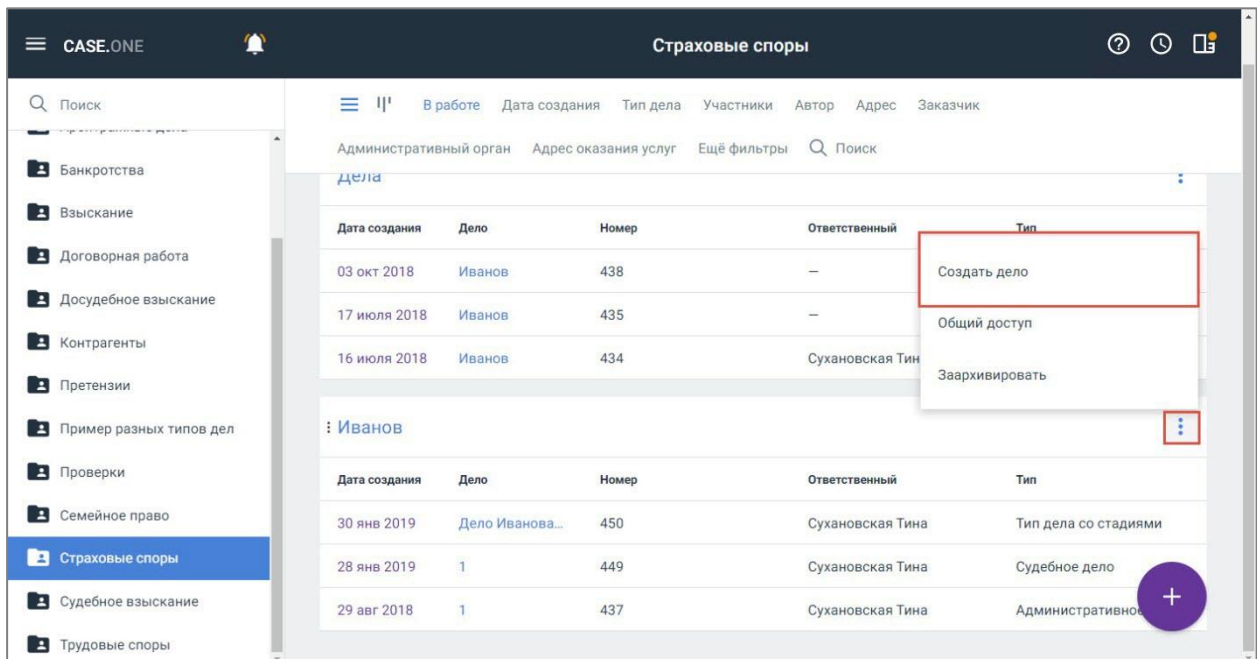 CASE.ONE
Страховые споры
Поиск
Банкротства
Взыскание
Договорная работа
Досудебное взыскание
Контрагенты
Претензии
Пример разных типов дел
Проверки
Семейное право
Страховые споры
Судебное взыскание
Трудовые споры
В работе Дата создания Тип дела Участники Автор Адрес Заказчик
Административный орган Адрес оказания услуг Ещё фильтры Поиск
Дела
Дата создания Дело Номер Ответственный Тип
03 окт 2018 Иванов 438 —
17 июля 2018 Иванов 435 —
16 июля 2018 Иванов 434 Сухановская Тин
Создать дело
Общий доступ
Заархивировать
Иванов
Дата создания Дело Номер Ответственный Тип
30 янв 2019 Дело Иванова... 450 Сухановская Тина Тип дела со стадиями
28 янв 2019 1 449 Сухановская Тина Судебное дело
29 авг 2018 1 437 Сухановская Тина Административное